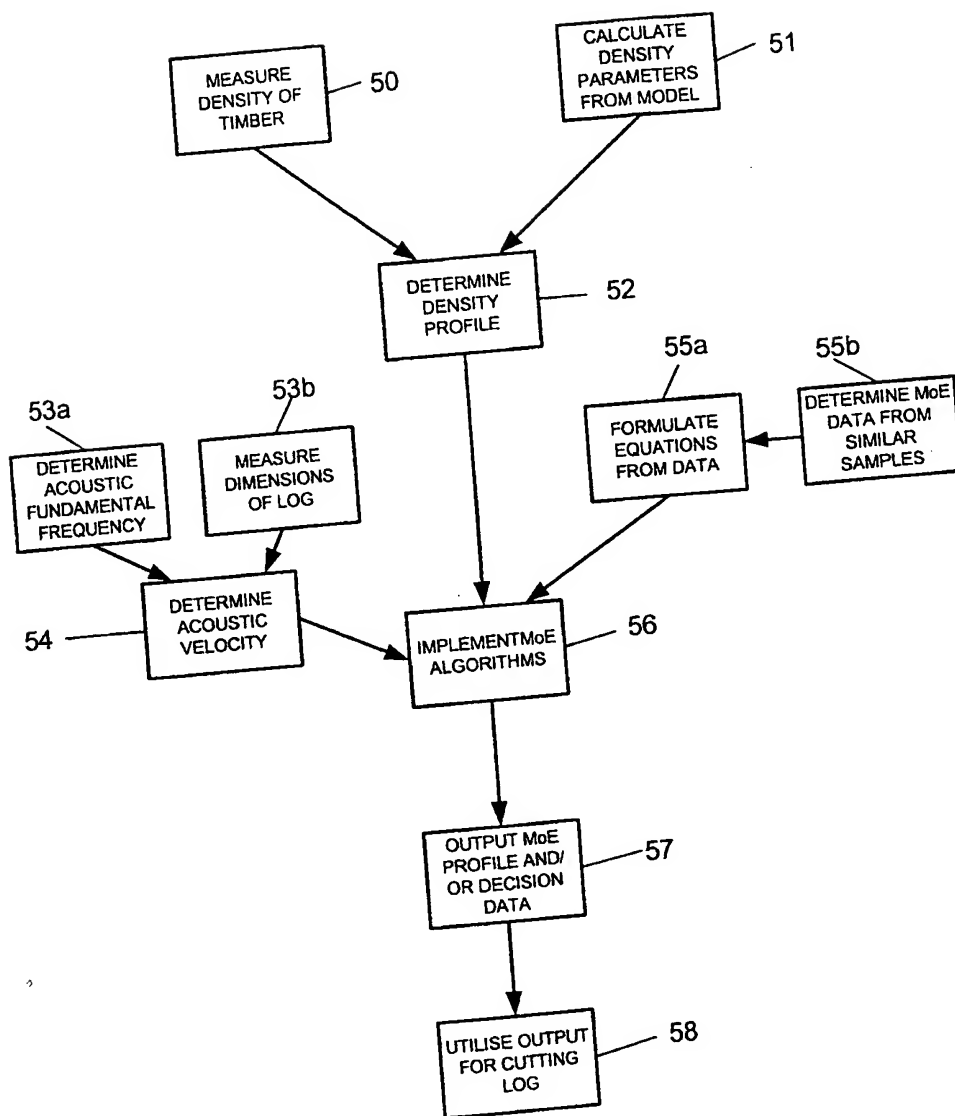 MEASURE
DENSITY OF
TIMBER
50
CALCULATE
DENSITY
PARAMETERS
FROM MODEL
51
DETERMINE
DENSITY
PROFILE
52
53a
DETERMINE
ACOUSTIC
FUNDAMENTAL
FREQUENCY
53b
MEASURE
DIMENSIONS
OF LOG
55a
FORMULATE
EQUATIONS
FROM DATA
55b
DETERMINE MoE
DATA FROM
SIMILAR
SAMPLES
54
DETERMINE
ACOUSTIC
VELOCITY
IMPLEMENTMoE
ALGORITHMS
56
OUTPUT MoE
PROFILE AND/
OR DECISION
DATA
57
UTILISE OUTPUT
FOR CUTTING
LOG
58